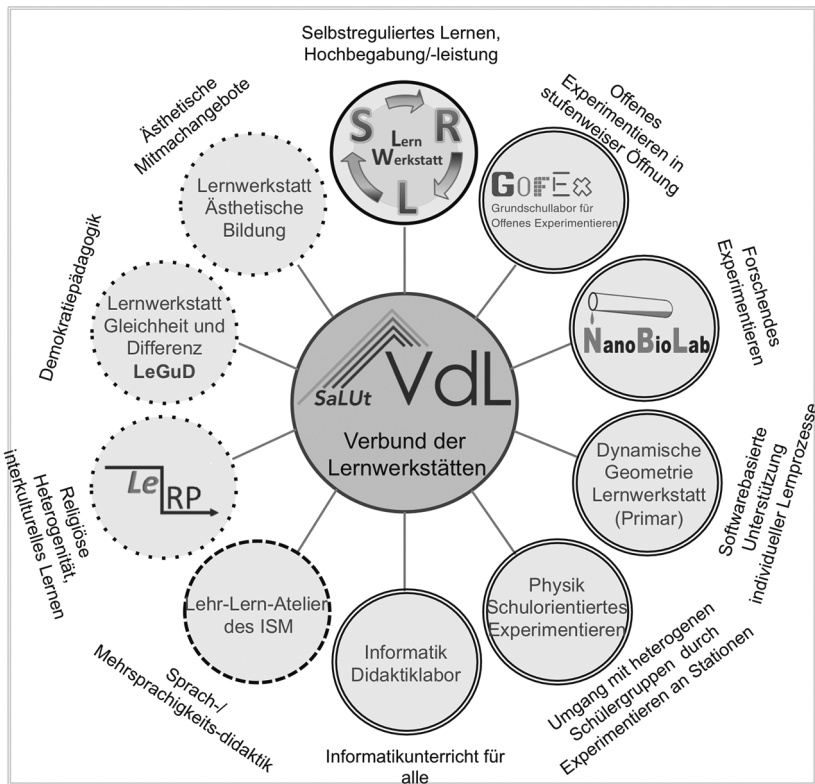 Selbstreguliertes Lernen,
Hochbegabung/-leistung
S R
Lern
Werkstatt
L
Offenes
Experimentieren in
stufenweiser Öffnung
GOFEX
Grundschullabor für
Offenes Experimentieren
Forschendes
Experimentieren
NanoBioLab
Softwarebasierte
Unterstützung
individueller Lernprozesse
Dynamische
Geometrie
Lernwerkstatt
(Primar)
Umgang mit heterogenen
Schülergruppen durch
Experimentieren an Stationen
Physik
Schulorientiertes
Experimentieren
Informatik
Didaktiklabor
Informatikunterricht für
alle
Lehr-Lern-Atelier
des ISM
Sprach-/
Mehrsprachigkeits-didaktik
Le
RP
Religiöse
Heterogenität,
interkulturelles Lernen
Lernwerkstatt
Gleichheit und
Differenz
LeGuD
Demokratiepädagogik
Lernwerkstatt
Ästhetische
Bildung
Ästhetische
Mitmachangebote
SaLUt VdL
Verbund der
Lernwerkstätten